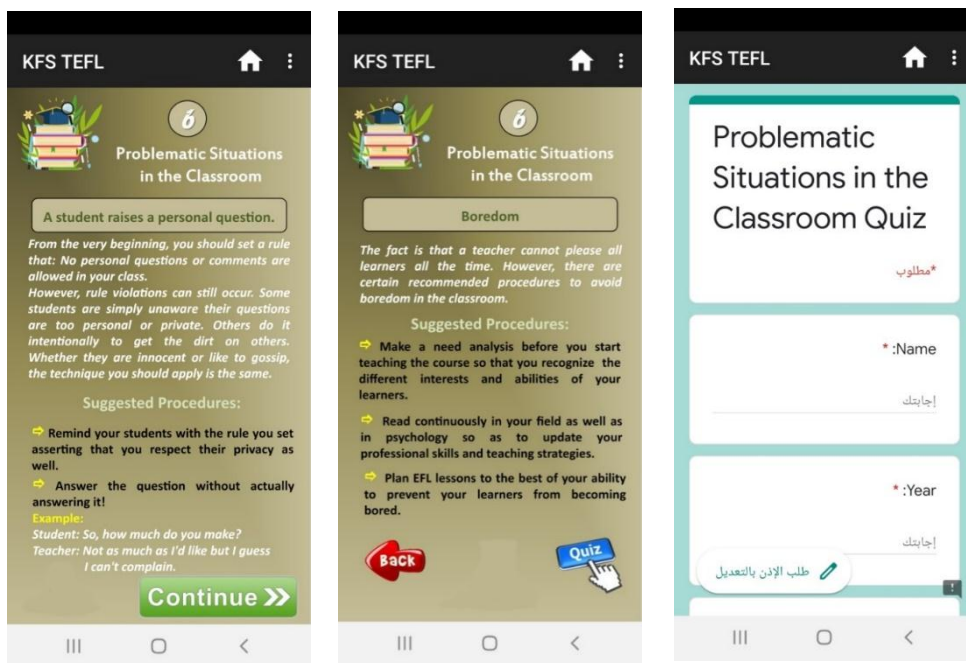 KFS TEFL
6
Problematic Situations
in the Classroom
A student raises a personal question.
From the very beginning, you should set a rule
that: No personal questions or comments are
allowed in your class.
However, rule violations can still occur. Some
students are simply unaware their questions
are too personal or private. Others do it
intentionally to get the dirt on others.
Whether they are innocent or like to gossip,
the technique you should apply is the same.
Suggested Procedures:
Remind your students with the rule you set
asserting that you respect their privacy as
well.
Answer the question without actually
answering it!
Example:
Student: So, how much do you make?
Teacher: Not as much as I'd like but I guess
I can't complain.
Continue
KFS TEFL
6
Problematic Situations
in the Classroom
Boredom
The fact is that a teacher cannot please all
learners all the time. However, there are
certain recommended procedures to avoid
boredom in the classroom.
Suggested Procedures:
Make a need analysis before you start
teaching the course so that you recognize the
different interests and abilities of your
learners.
Read continuously in your field as well as
in psychology so as to update your
professional skills and teaching strategies.
Plan EFL lessons to the best of your ability
to prevent your learners from becoming
bored.
Back
Quiz
KFS TEFL
Problematic
Situations in the
Classroom Quiz
*مطلوب
* :Name
إجابتك
* :Year
إجابتك
طلب الإذن بالتعديل